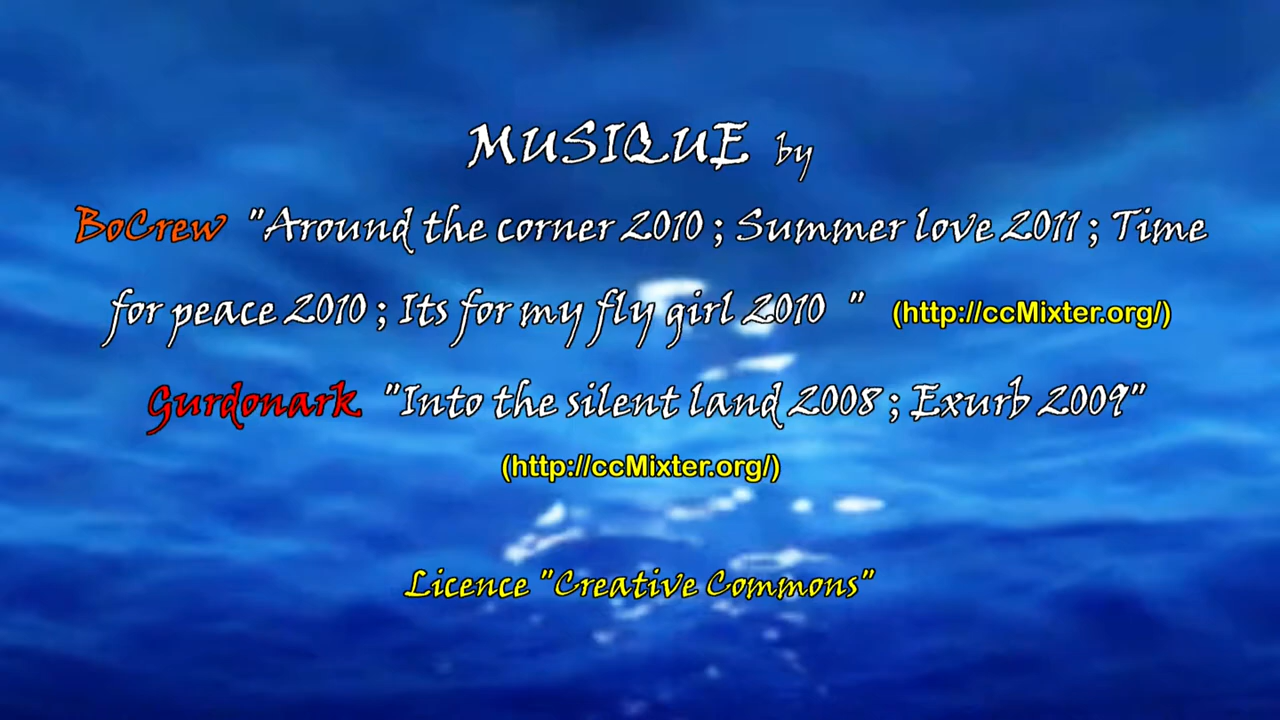 MUSIQUE by
BoCrew "Around the corner 2010 ; Summer love 2011 ; Time
for peace 2010 ; Its for my fly girl 2010 " (http://ccMixter.org/)
Gurdonark "Into the silent land 2008 ; Exurb 2009"
(http://ccMixter.org/)
Licence "Creative Commons"